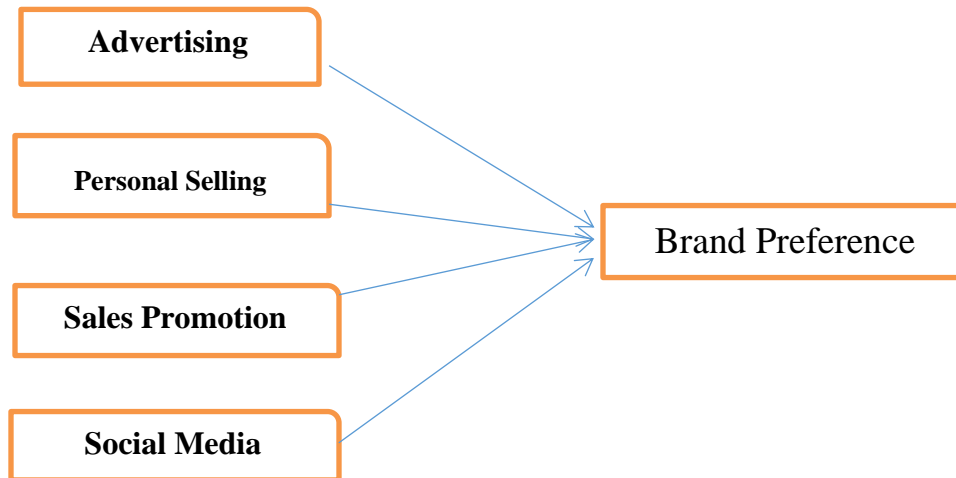 Advertising
Personal Selling
Brand Preference
Sales Promotion
Social Media